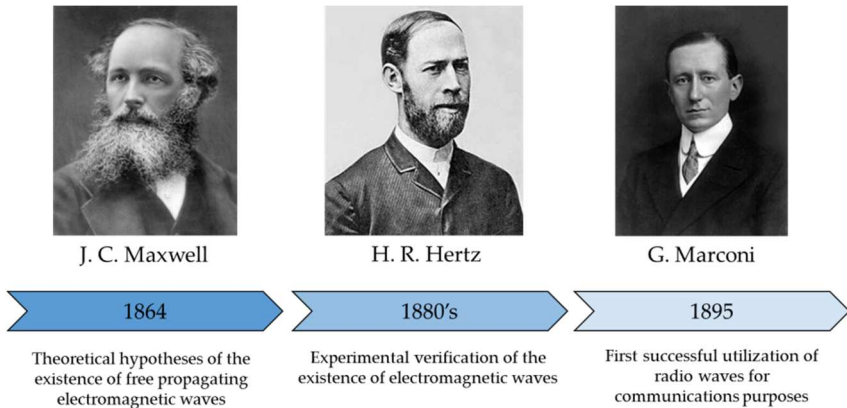 J. C. Maxwell
H. R. Hertz
G. Marconi
1864
1880's
1895
Theoretical hypotheses of the
existence of free propagating
electromagnetic waves
Experimental verification of the
existence of electromagnetic waves
First successful utilization of
radio waves for
communications purposes